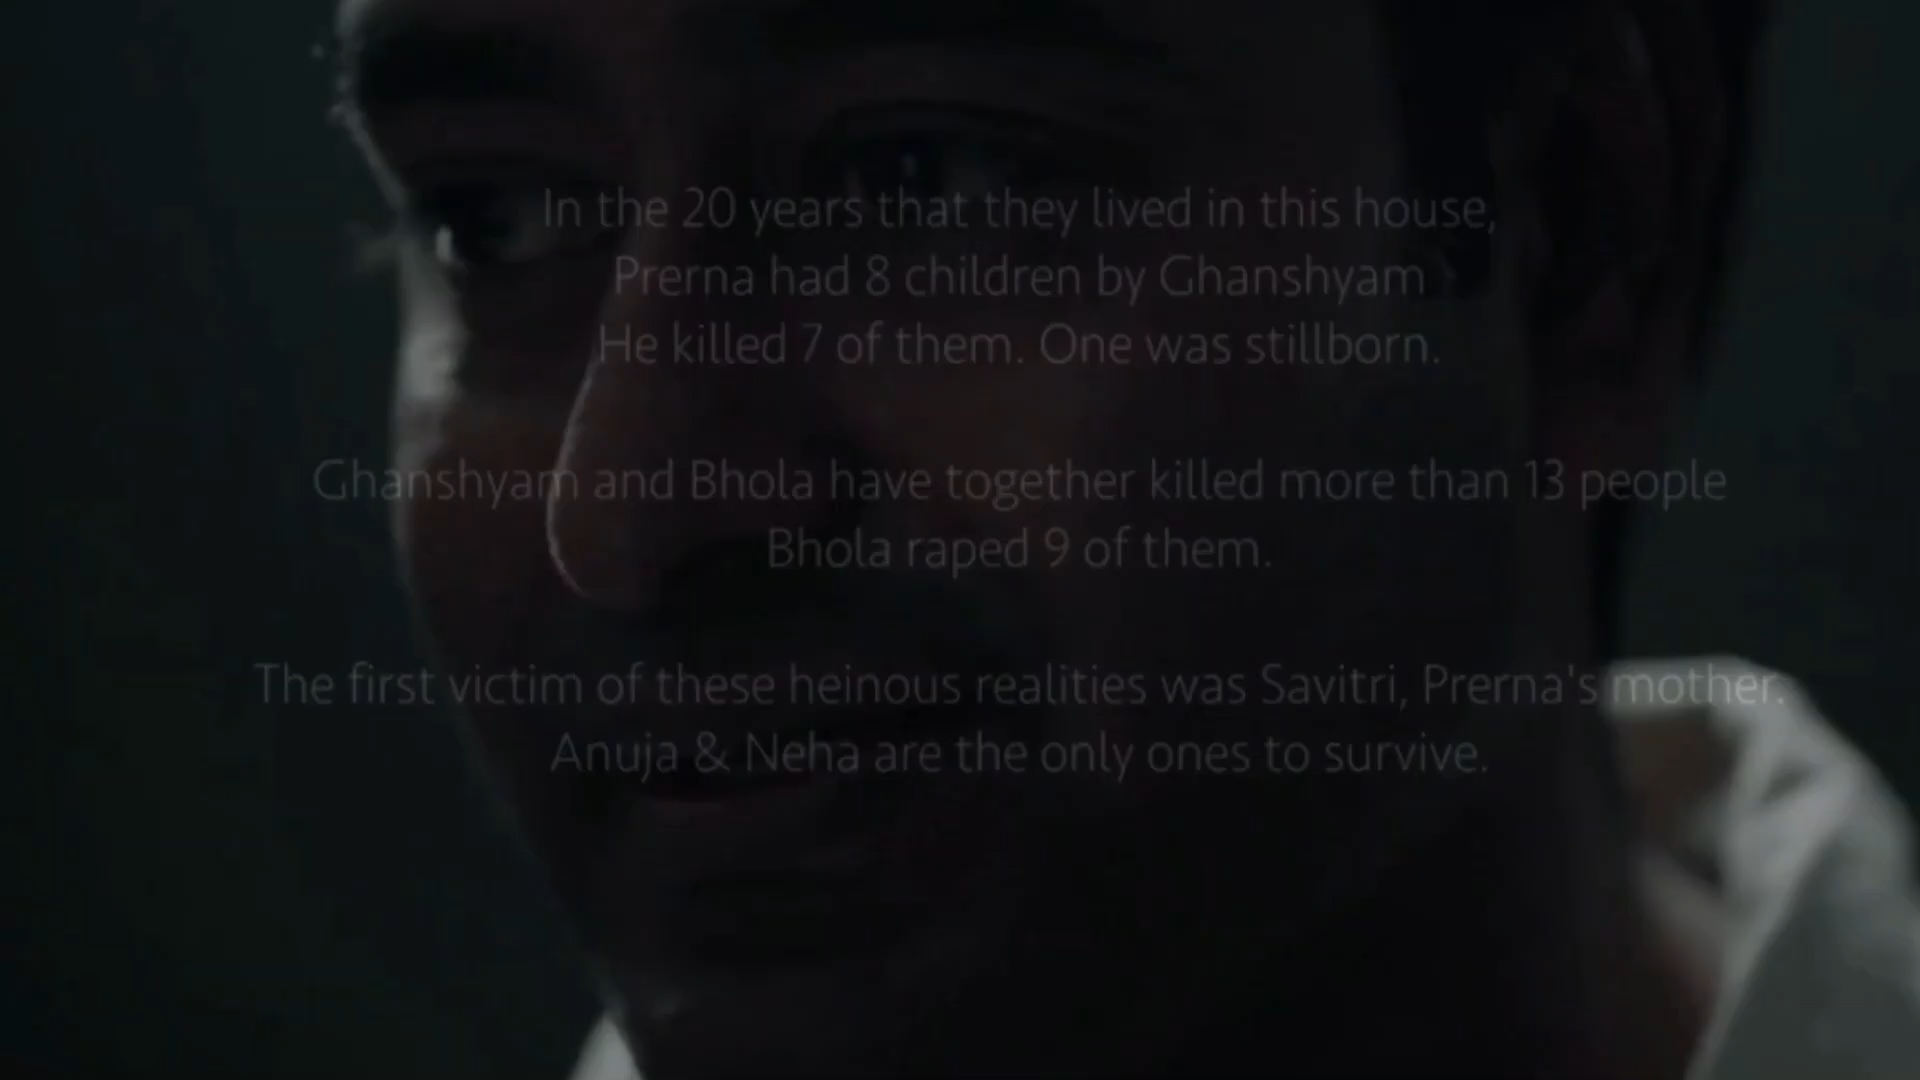 In the 20 years that they lived in this house,
Prerna had 8 children by Ghanshyam
He killed 7 of them. One was stillborn.
Ghanshyam and Bhola have together killed more than 13 people
Bhola raped 9 of them.
The first victim of these heinous realities was Savitri, Prerna's mother.
Anuja & Neha are the only ones to survive.